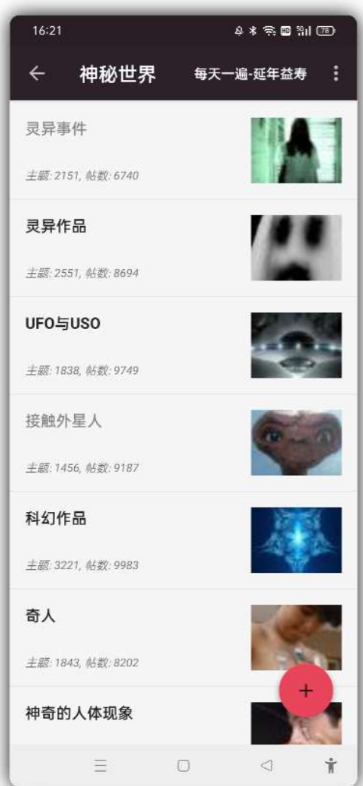 16:21
78
神秘世界 每天一遍-延年益寿
灵异事件
主题: 2151, 帖数: 6740
灵异作品
主题: 2551, 帖数: 8694
UFO与USO
主题: 1838, 帖数: 9749
接触外星人
主题: 1456, 帖数: 9187
科幻作品
主题: 3221, 帖数: 9983
奇人
主题: 1843, 帖数: 8202
神奇的人体现象